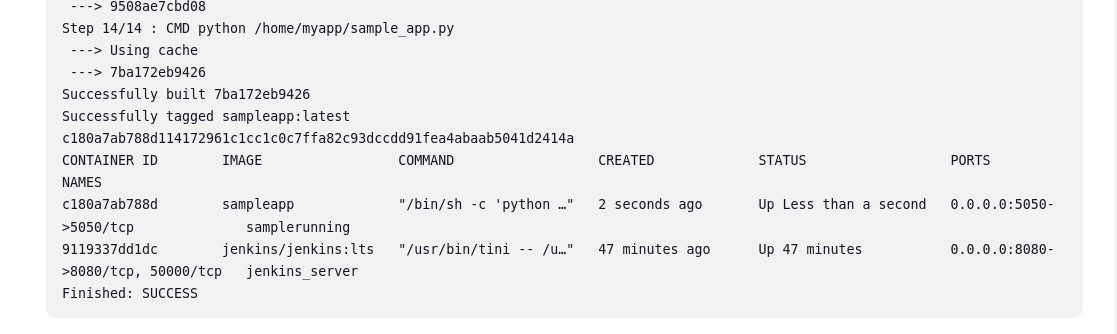 ---> 9508ae7cbd08
Step 14/14 : CMD python /home/myapp/sample_app.py
---> Using cache
---> 7ba172eb9426
Successfully built 7ba172eb9426
Successfully tagged sampleapp:latest
c180a7ab788d114172961c1cc1c0c7ffa82c93dccdd91fea4abaab5041d2414a
CONTAINER ID        IMAGE                 COMMAND                  CREATED             STATUS                  PORTS
NAMES
c180a7ab788d        sampleapp             "/bin/sh -c 'python …"   2 seconds ago       Up Less than a second   0.0.0.0:5050-
>5050/tcp              samplerunning
9119337dd1dc        jenkins/jenkins:lts   "/usr/bin/tini -- /u…"   47 minutes ago      Up 47 minutes           0.0.0.0:8080-
>8080/tcp, 50000/tcp   jenkins_server
Finished: SUCCESS